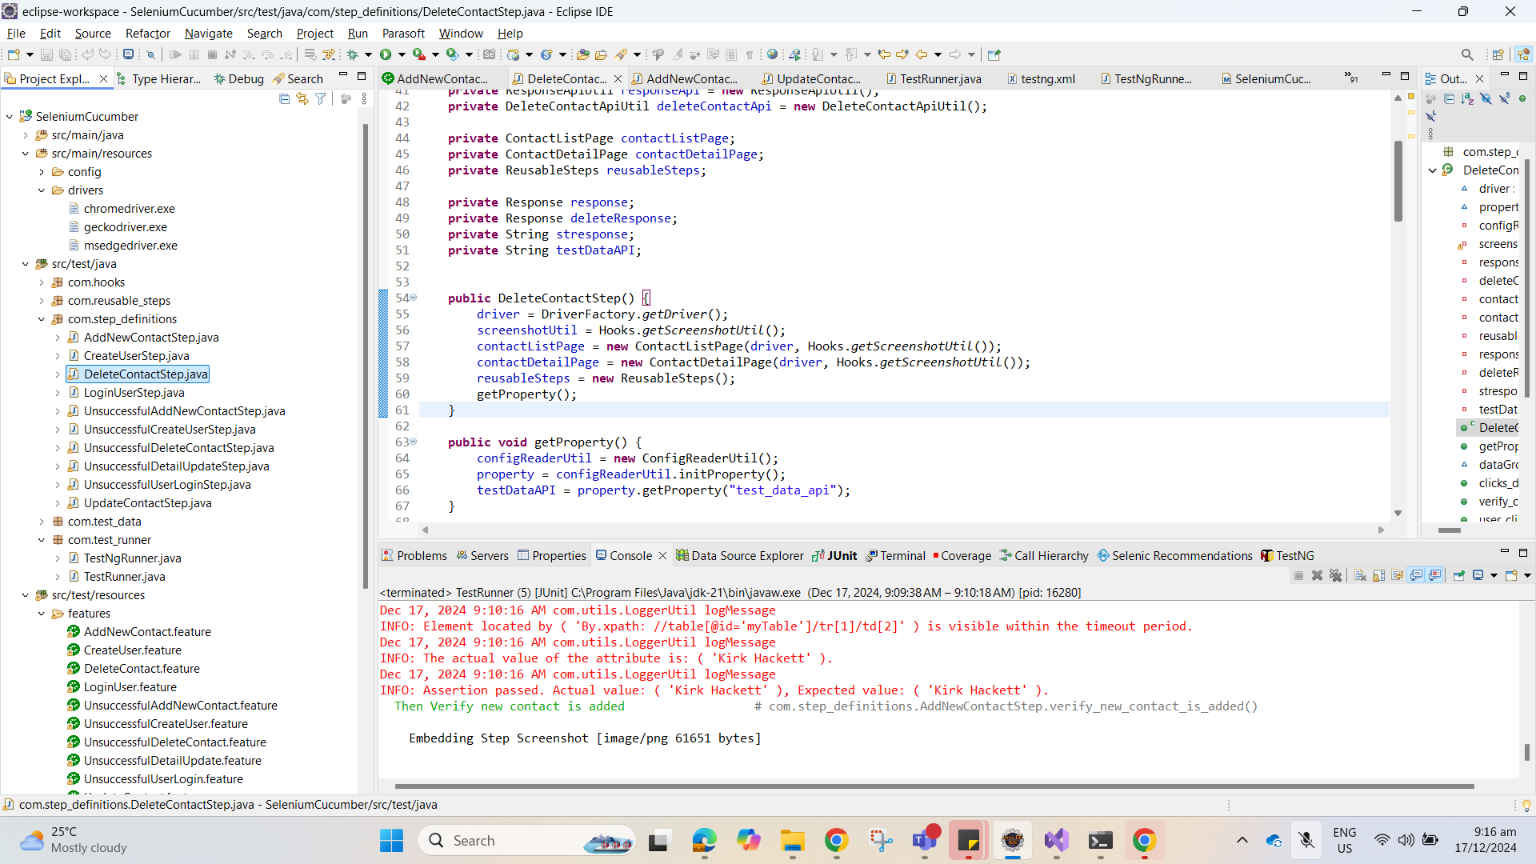 eclipse-workspace - SeleniumCucumber/src/test/java/com/step_definitions/DeleteContactStep.java - Eclipse IDE
File Edit Source Refactor Navigate Search Project Run Parasoft Window Help
Project Expl... Type Hierar... Debug Search
AddNewContac... DeleteContac... AddNewContac... UpdateContac... TestRunner.java testng.xml TestNgRunne... SeleniumCuc... »91
Out...
SeleniumCucumber
src/main/java
src/main/resources
config
drivers
chromedriver.exe
geckodriver.exe
msedgedriver.exe
src/test/java
com.hooks
com.reusable_steps
com.step_definitions
AddNewContactStep.java
CreateUserStep.java
DeleteContactStep.java
LoginUserStep.java
UnsuccessfulAddNewContactStep.java
UnsuccessfulCreateUserStep.java
UnsuccessfulDeleteContactStep.java
UnsuccessfulDetailUpdateStep.java
UnsuccessfulUserLoginStep.java
UpdateContactStep.java
com.test_data
com.test_runner
TestNgRunner.java
TestRunner.java
src/test/resources
features
AddNewContact.feature
CreateUser.feature
DeleteContact.feature
LoginUser.feature
UnsuccessfulAddNewContact.feature
UnsuccessfulCreateUser.feature
UnsuccessfulDeleteContact.feature
UnsuccessfulDetailUpdate.feature
UnsuccessfulUserLogin.feature
41 private ResponseApiUtil responseApi = new ResponseApiUtil();
42 private DeleteContactApiUtil deleteContactApi = new DeleteContactApiUtil();
43
44 private ContactListPage contactListPage;
45 private ContactDetailPage contactDetailPage;
46 private ReusableSteps reusableSteps;
47
48 private Response response;
49 private Response deleteResponse;
50 private String stresponse;
51 private String testDataAPI;
52
53
54 public DeleteContactStep() {
55 driver = DriverFactory.getDriver();
56 screenshotUtil = Hooks.getScreenshotUtil();
57 contactListPage = new ContactListPage(driver, Hooks.getScreenshotUtil());
58 contactDetailPage = new ContactDetailPage(driver, Hooks.getScreenshotUtil());
59 reusableSteps = new ReusableSteps();
60 getProperty();
61 }
62
63 public void getProperty() {
64 configReaderUtil = new ConfigReaderUtil();
65 property = configReaderUtil.initProperty();
66 testDataAPI = property.getProperty("test_data_api");
67 }
68
com.step_
DeleteCon
driver :
propert
configR
screens
respon
deleteC
contact
contact
reusabl
respon
deleteR
strespo
testDat
DeleteC
getProp
dataGr
clicks_d
verify_c
user_cli
Problems Servers Properties Console Data Source Explorer JUnit Terminal Coverage Call Hierarchy Selenic Recommendations TestNG
<terminated> TestRunner (5) [JUnit] C:\Program Files\Java\jdk-21\bin\javaw.exe (Dec 17, 2024, 9:09:38 AM – 9:10:18 AM) [pid: 16280]
Dec 17, 2024 9:10:16 AM com.utils.LoggerUtil logMessage
INFO: Element located by ( 'By.xpath: //table[@id='myTable']/tr[1]/td[2]' ) is visible within the timeout period.
Dec 17, 2024 9:10:16 AM com.utils.LoggerUtil logMessage
INFO: The actual value of the attribute is: ( 'Kirk Hackett' ).
Dec 17, 2024 9:10:16 AM com.utils.LoggerUtil logMessage
INFO: Assertion passed. Actual value: ( 'Kirk Hackett' ), Expected value: ( 'Kirk Hackett' ).
Then Verify new contact is added # com.step_definitions.AddNewContactStep.verify_new_contact_is_added()
Embedding Step Screenshot [image/png 61651 bytes]
com.step_definitions.DeleteContactStep.java - SeleniumCucumber/src/test/java
25°C
Mostly cloudy
Search
ENG
US
9:16 am
17/12/2024